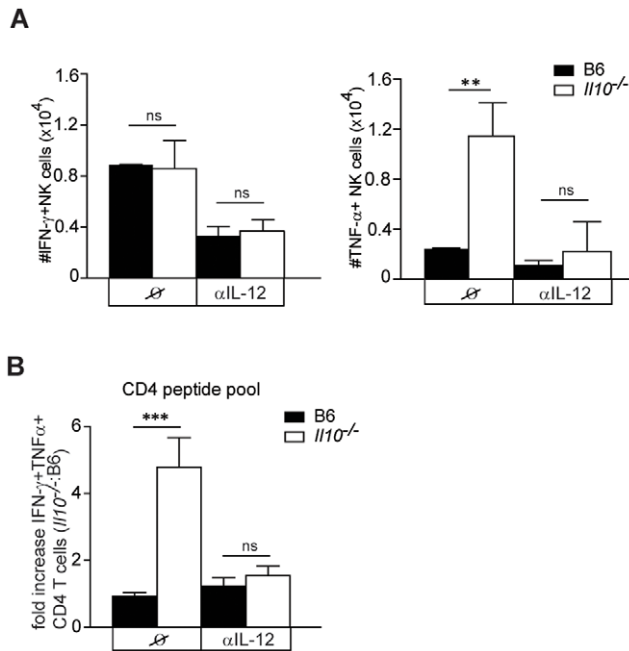 A
#IFN-γ+NK cells (x10⁴)
1.6
1.2
0.8
0.4
0
ns
ns
Ø
αIL-12
#TNF-α+ NK cells (x10⁴)
1.6
1.2
0.8
0.4
0
**
ns
Ø
αIL-12
B6
Il10⁻/⁻
B
CD4 peptide pool
fold increase IFN-γ+TNFα+
CD4 T cells (Il10⁻/⁻:B6)
6
4
2
0
***
ns
Ø
αIL-12
B6
Il10⁻/⁻